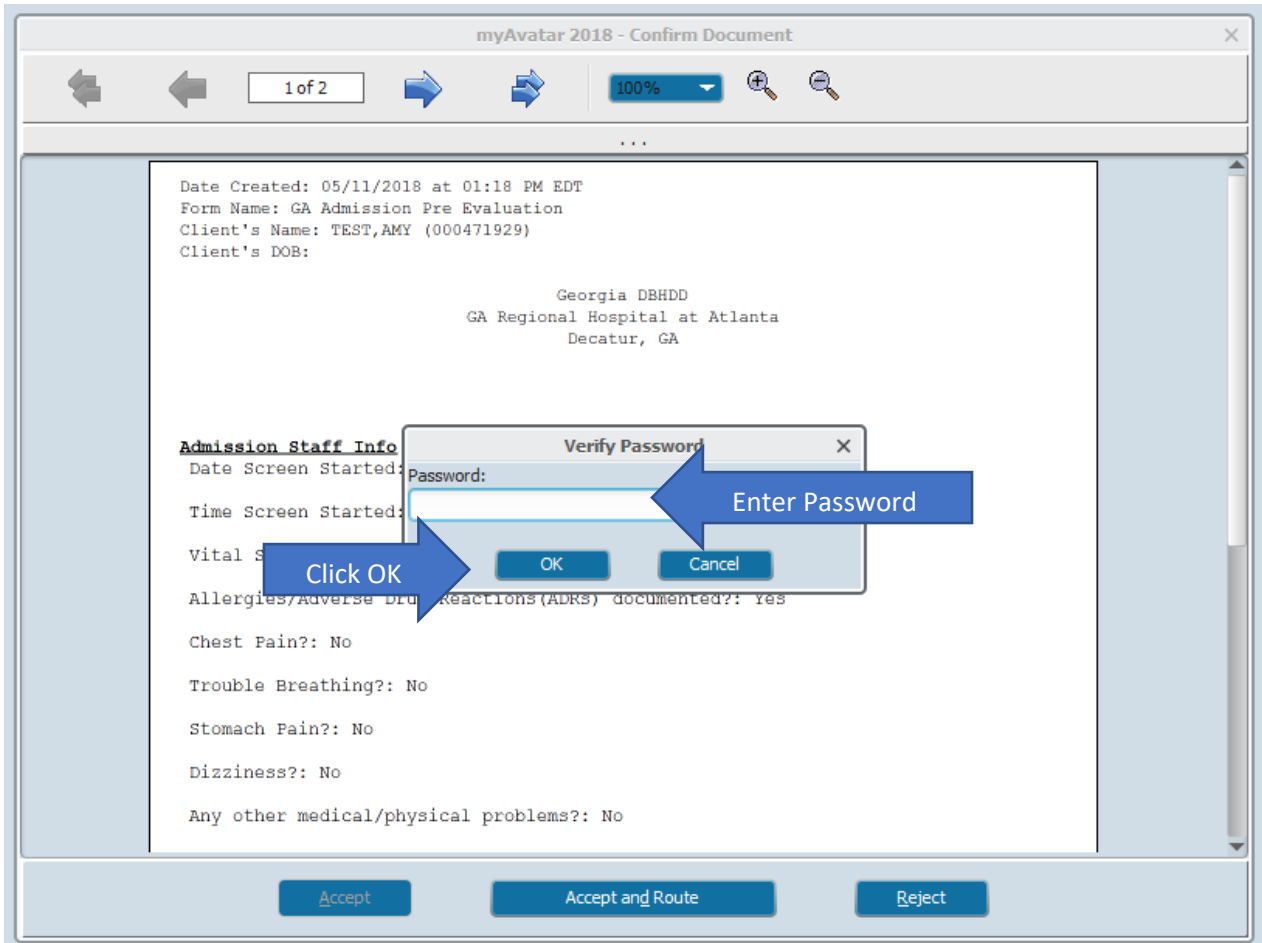 myAvatar 2018 - Confirm Document
1 of 2
100%
...
Date Created: 05/11/2018 at 01:18 PM EDT
Form Name: GA Admission Pre Evaluation
Client's Name: TEST,AMY (000471929)
Client's DOB:
Georgia DBHDD
GA Regional Hospital at Atlanta
Decatur, GA
Admission Staff Info
Verify Password
Date Screen Started:
Password:
Enter Password
Time Screen Started:
Vital
Click OK
OK
Cancel
Allergies/Adverse Drug Reactions(ADRs) documented?: Yes
Chest Pain?: No
Trouble Breathing?: No
Stomach Pain?: No
Dizziness?: No
Any other medical/physical problems?: No
Accept
Accept and Route
Reject